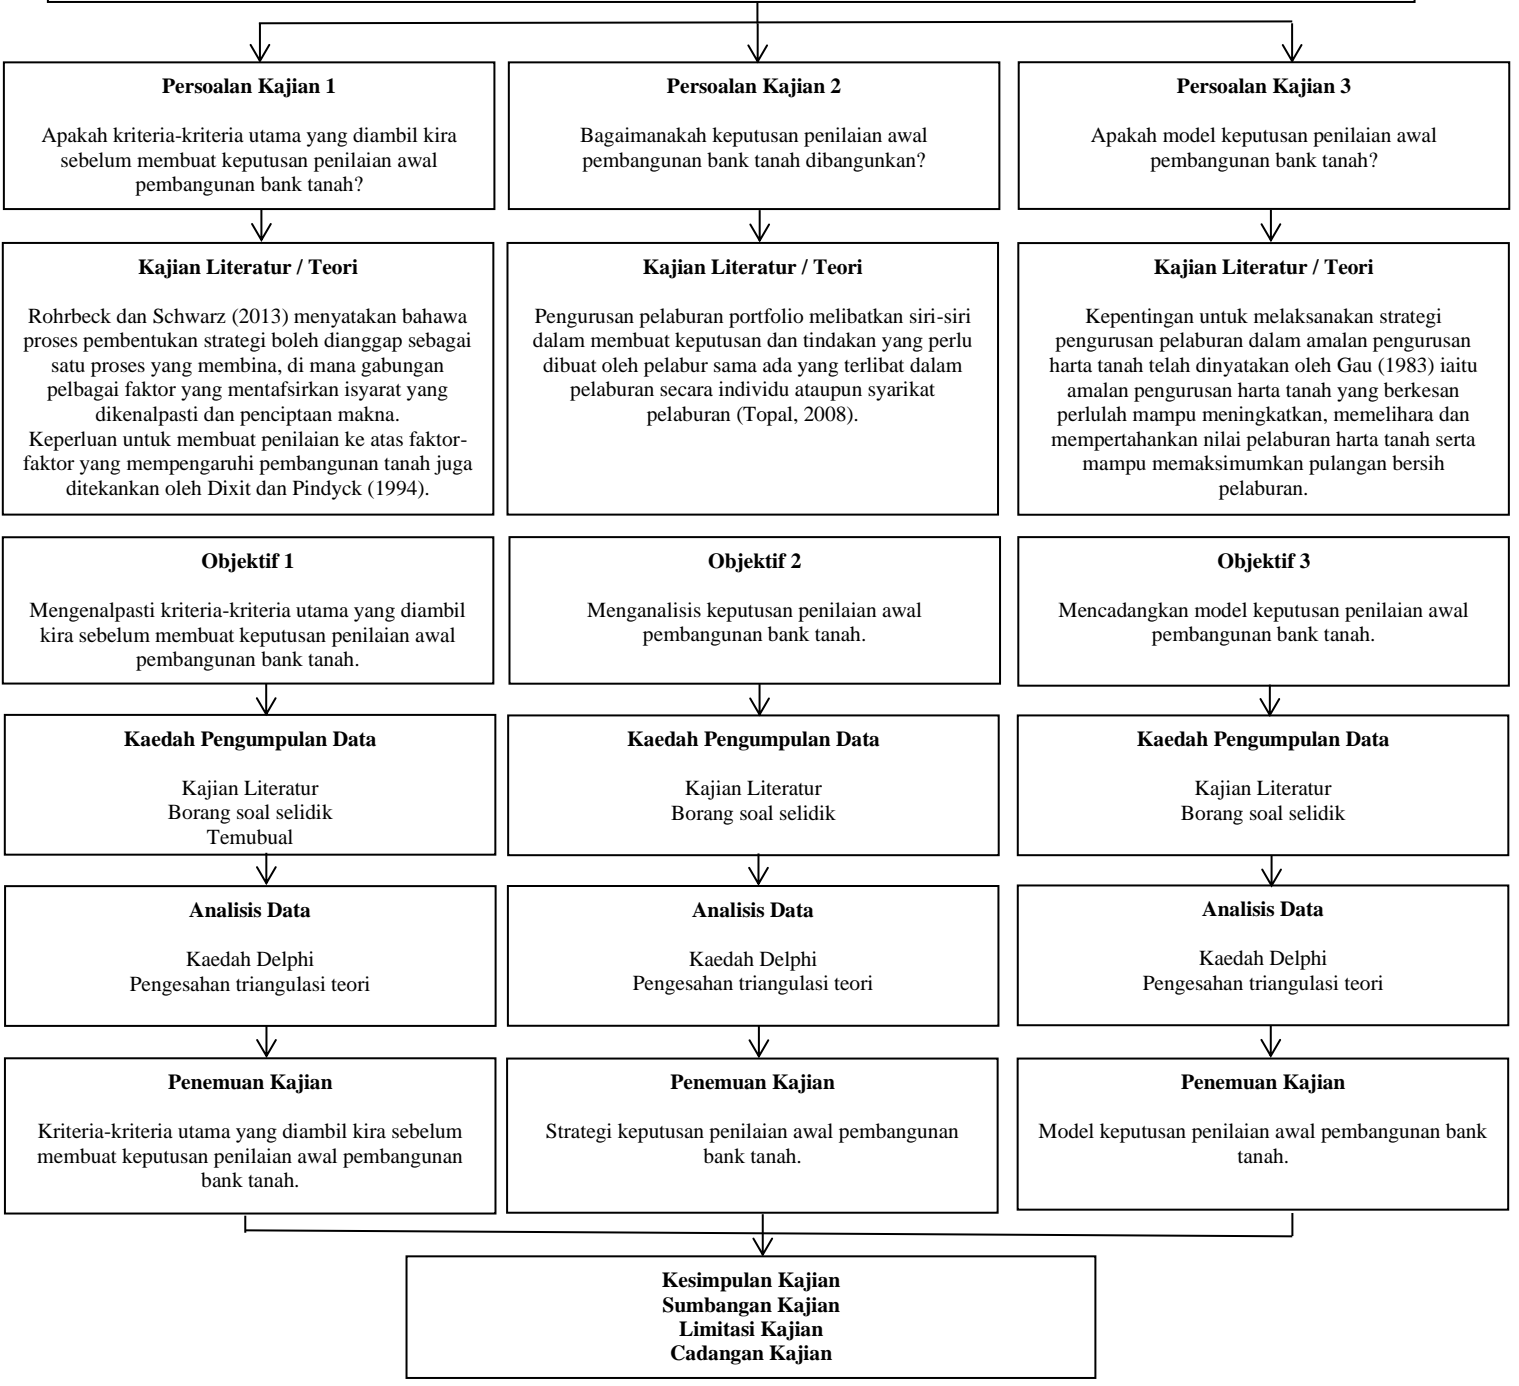 Persoalan Kajian 1
Apakah kriteria-kriteria utama yang diambil kira
sebelum membuat keputusan penilaian awal
pembangunan bank tanah?
Persoalan Kajian 2
Bagaimanakah keputusan penilaian awal
pembangunan bank tanah dibangunkan?
Persoalan Kajian 3
Apakah model keputusan penilaian awal
pembangunan bank tanah?
Kajian Literatur / Teori
Rohrbeck dan Schwarz (2013) menyatakan bahawa
proses pembentukan strategi boleh dianggap sebagai
satu proses yang membina, di mana gabungan
pelbagai faktor yang mentafsirkan isyarat yang
dikenalpasti dan penciptaan makna.
Keperluan untuk membuat penilaian ke atas faktor-
faktor yang mempengaruhi pembangunan tanah juga
ditekankan oleh Dixit dan Pindyck (1994).
Kajian Literatur / Teori
Pengurusan pelaburan portfolio melibatkan siri-siri
dalam membuat keputusan dan tindakan yang perlu
dibuat oleh pelabur sama ada yang terlibat dalam
pelaburan secara individu ataupun syarikat
pelaburan (Topal, 2008).
Kajian Literatur / Teori
Kepentingan untuk melaksanakan strategi
pengurusan pelaburan dalam amalan pengurusan
harta tanah telah dinyatakan oleh Gau (1983) iaitu
amalan pengurusan harta tanah yang berkesan
perlulah mampu meningkatkan, memelihara dan
mempertahankan nilai pelaburan harta tanah serta
mampu memaksimumkan pulangan bersih
pelaburan.
Objektif 1
Mengenalpasti kriteria-kriteria utama yang diambil
kira sebelum membuat keputusan penilaian awal
pembangunan bank tanah.
Objektif 2
Menganalisis keputusan penilaian awal
pembangunan bank tanah.
Objektif 3
Mencadangkan model keputusan penilaian awal
pembangunan bank tanah.
Kaedah Pengumpulan Data
Kajian Literatur
Borang soal selidik
Temubual
Kaedah Pengumpulan Data
Kajian Literatur
Borang soal selidik
Kaedah Pengumpulan Data
Kajian Literatur
Borang soal selidik
Analisis Data
Kaedah Delphi
Pengesahan triangulasi teori
Analisis Data
Kaedah Delphi
Pengesahan triangulasi teori
Analisis Data
Kaedah Delphi
Pengesahan triangulasi teori
Penemuan Kajian
Kriteria-kriteria utama yang diambil kira sebelum
membuat keputusan penilaian awal pembangunan
bank tanah.
Penemuan Kajian
Strategi keputusan penilaian awal pembangunan
bank tanah.
Penemuan Kajian
Model keputusan penilaian awal pembangunan bank
tanah.
Kesimpulan Kajian
Sumbangan Kajian
Limitasi Kajian
Cadangan Kajian